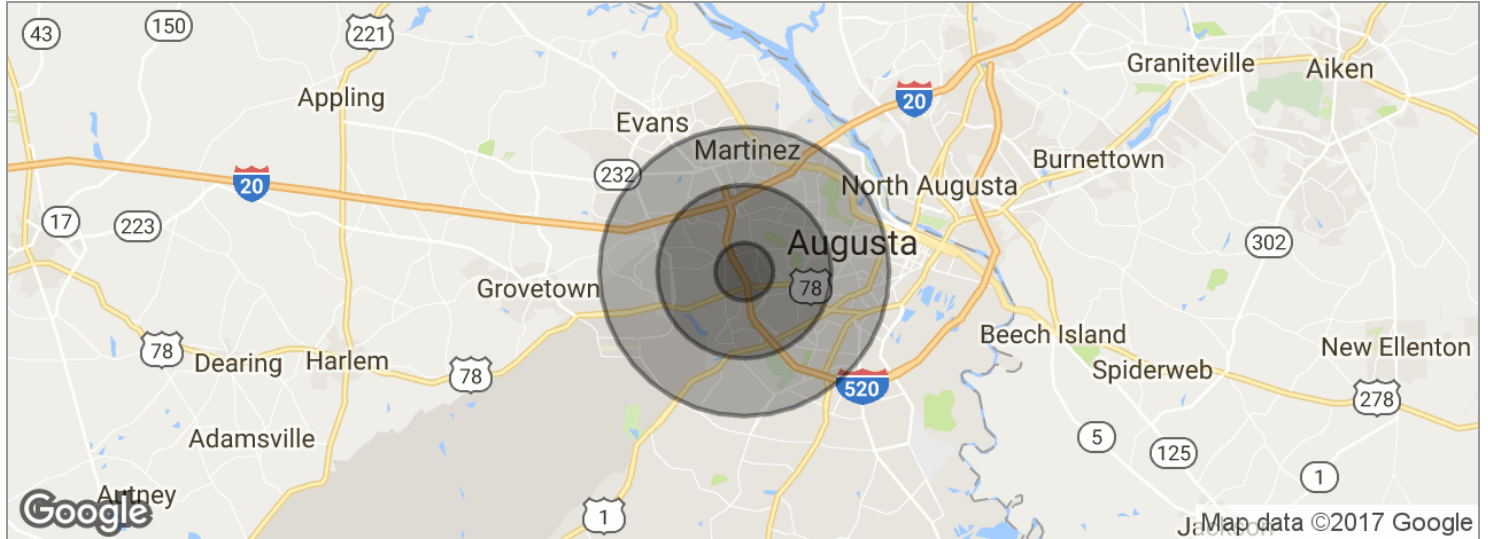 43
150
221
Graniteville
Aiken
Appling
20
Evans
Martinez
Burnettown
232
20
North Augusta
17
223
Augusta
302
Grovetown
78
Beech Island
78
Dearing
Harlem
78
New Ellenton
Spiderweb
520
278
Adamsville
5
125
1
1
Google
Map data ©2017 Google